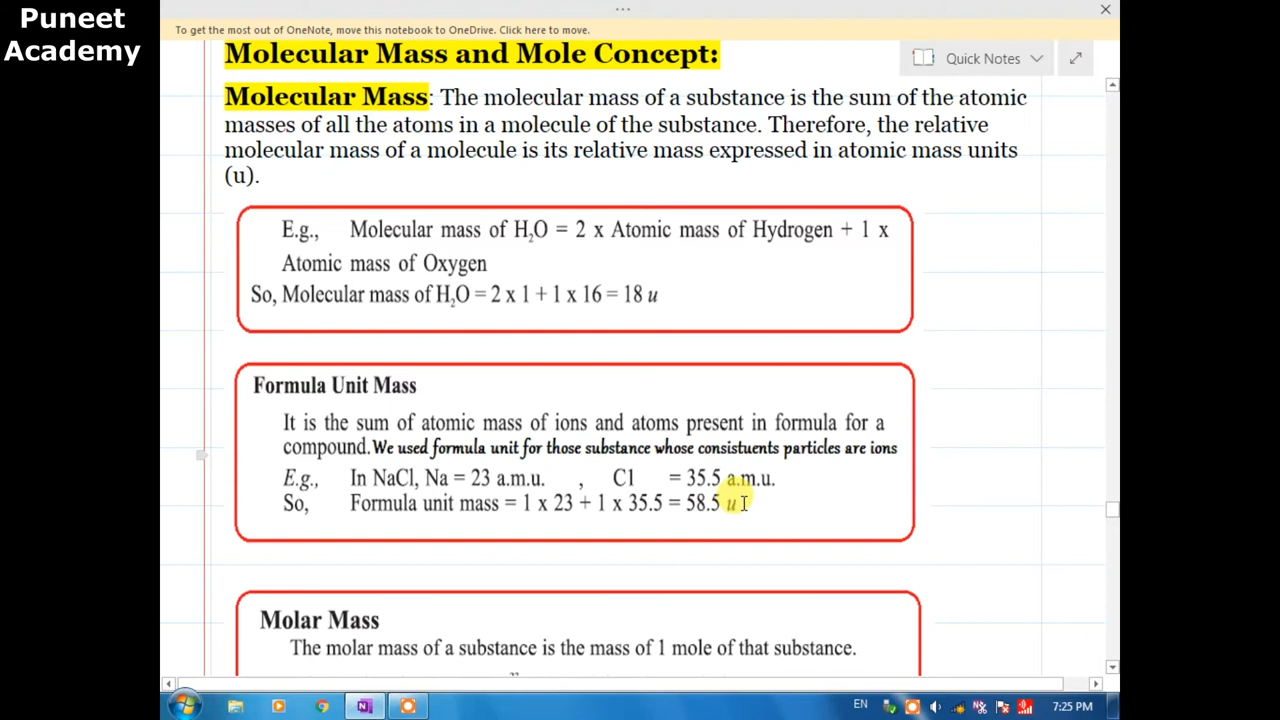 Puneet
Academy
To get the most out of OneNote, move this notebook to OneDrive. Click here to move.
Molecular Mass and Mole Concept:
Quick Notes
Molecular Mass: The molecular mass of a substance is the sum of the atomic
masses of all the atoms in a molecule of the substance. Therefore, the relative
molecular mass of a molecule is its relative mass expressed in atomic mass units
(u).
E.g., Molecular mass of H₂O = 2 x Atomic mass of Hydrogen + 1 x
Atomic mass of Oxygen
So, Molecular mass of H₂O = 2 x 1 + 1 x 16 = 18 u
Formula Unit Mass
It is the sum of atomic mass of ions and atoms present in formula for a
compound. We used formula unit for those substance whose consistuents particles are ions
E.g., In NaCl, Na = 23 a.m.u. , Cl = 35.5 a.m.u.
So, Formula unit mass = 1 x 23 + 1 x 35.5 = 58.5 u
Molar Mass
The molar mass of a substance is the mass of 1 mole of that substance.
EN
7:25 PM